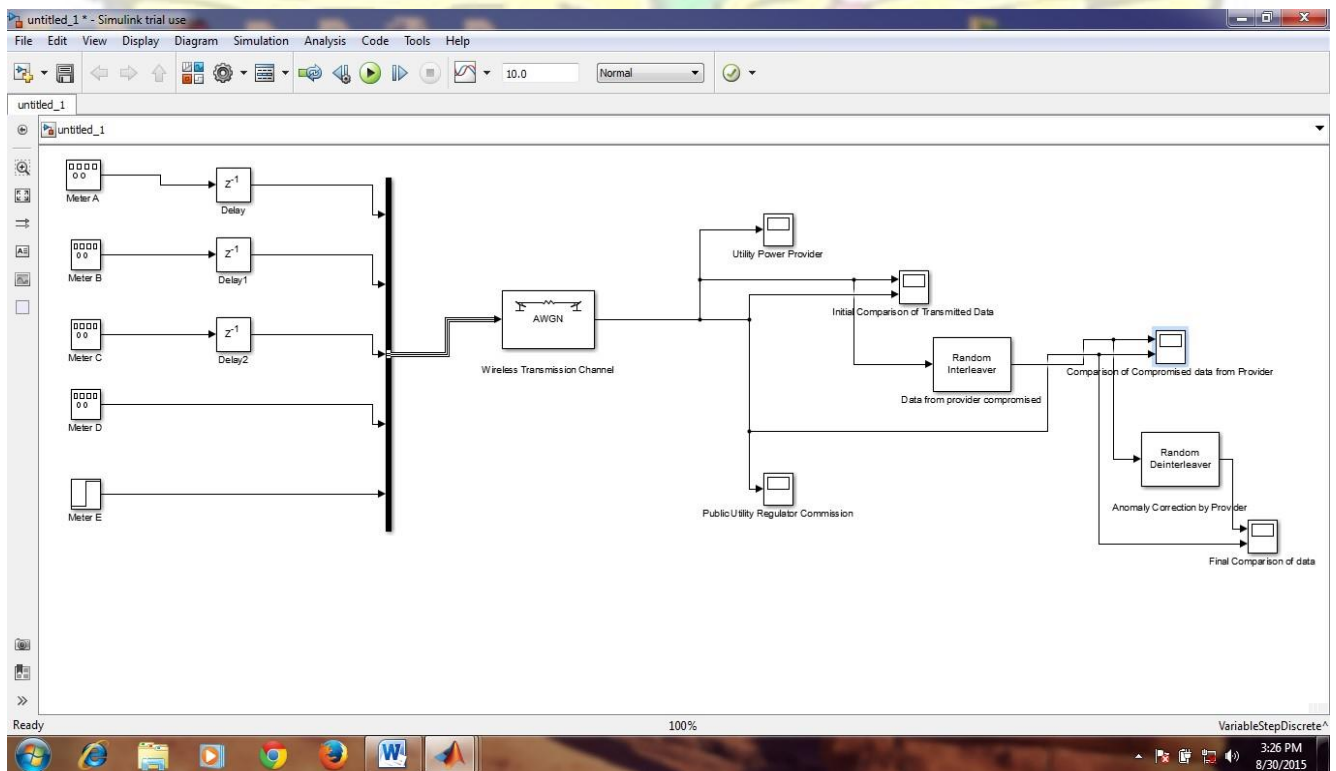 untitled_1 * - Simulink trial use
File Edit View Display Diagram Simulation Analysis Code Tools Help
10.0 Normal
untitled_1
untitled_1
Meter A
z-1
Delay
Meter B
z-1
Delay1
Utility Power Provider
Meter C
z-1
Delay2
AWGN
Wireless Transmission Channel
Initial Comparison of Transmitted Data
Random
Interleaver
Data from provider compromised
Comparison of Compromised data from Provider
Meter D
Random
Deinterleaver
Anomaly Correction by Provider
Meter E
Public Utility Regulator Commission
Final Comparison of data
Ready 100% VariableStepDiscrete^
3:26 PM
8/30/2015